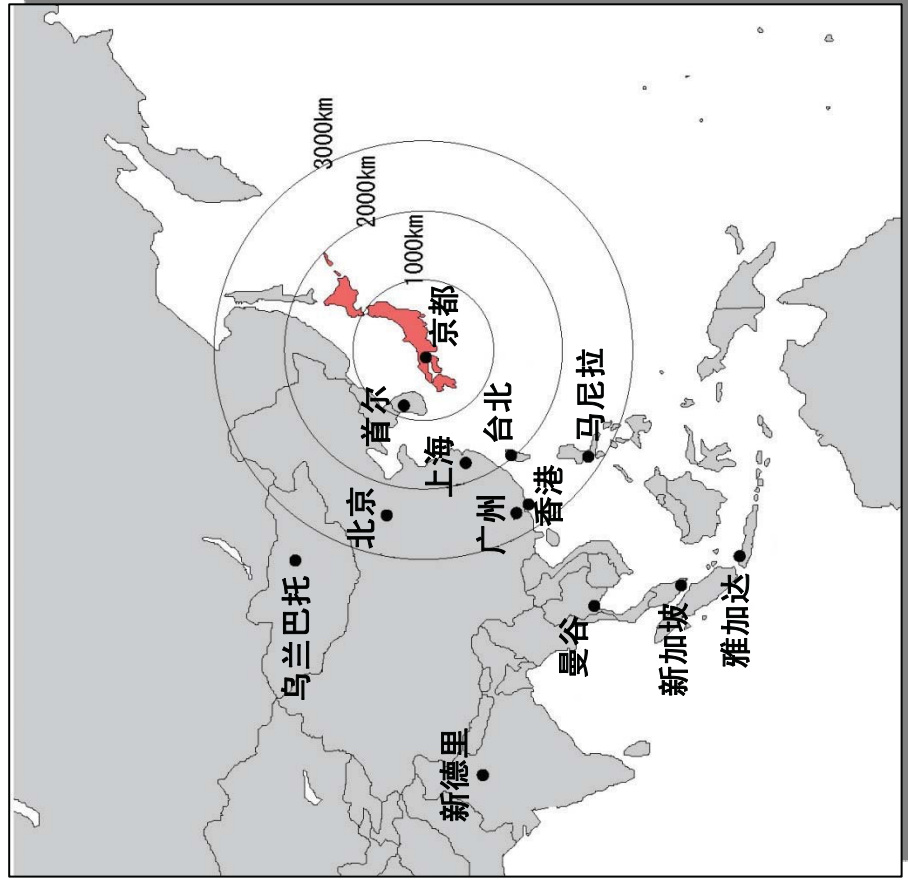 3000km
2000km
1000km
京都
首尔
上海
台北
马尼拉
北京
广州
香港
乌兰巴托
曼谷
新加坡
雅加达
新德里